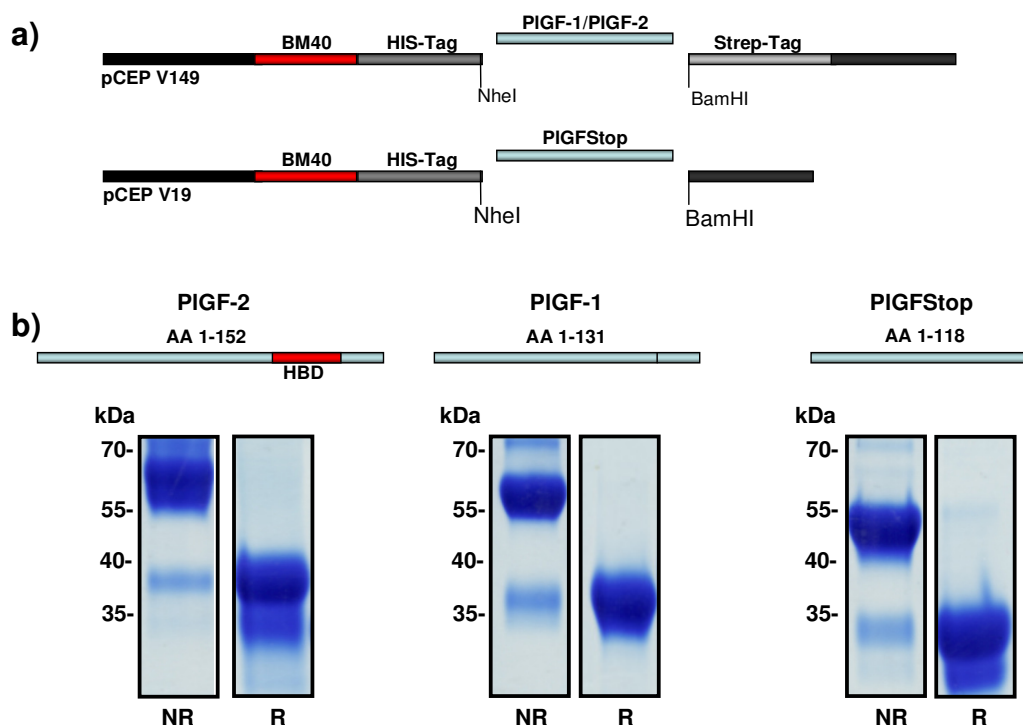 a)
PlGF-1/PlGF-2
BM40 HIS-Tag Strep-Tag
pCEP V149
NheI BamHI
PlGFStop
BM40 HIS-Tag
pCEP V19
NheI BamHI
b)
PlGF-2 PlGF-1 PlGFStop
AA 1-152 AA 1-131 AA 1-118
HBD
kDa kDa kDa
70- 70- 70-
55- 55- 55-
40- 40- 40-
35- 35- 35-
NR R NR R NR R